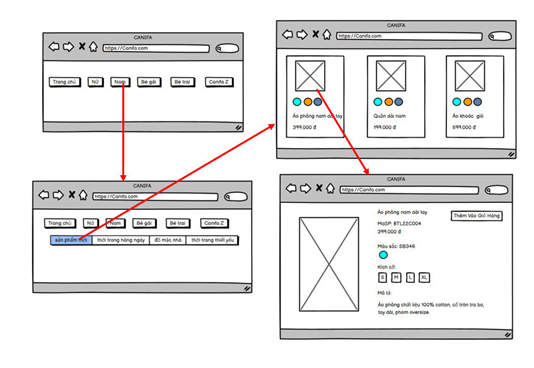 CANIFA
https://Canifa.com
Trang chủ Nữ Nam Bé gái Bé trai Canifa Z
CANIFA
https://Canifa.com
Áo phông nam dài tay
399.000 đ
Quần dài nam
199.000 đ
Áo khoác gió
599.000 đ
CANIFA
https://Canifa.com
Trang chủ Nữ Nam Bé gái Bé trai Canifa Z
sản phẩm mới thời trang hàng ngày đồ mặc nhà thời trang thiết yếu
CANIFA
https://Canifa.com
Áo phông nam dài tay
Thêm Vào Giỏ Hàng
MaSP: 8TL22C004
399.000 đ
Màu sắc: SB346
Kích cỡ:
S M L XL
Mô tả:
Áo phông chất liệu 100% cotton, cổ tròn tra bo,
tay dài, phom oversize.